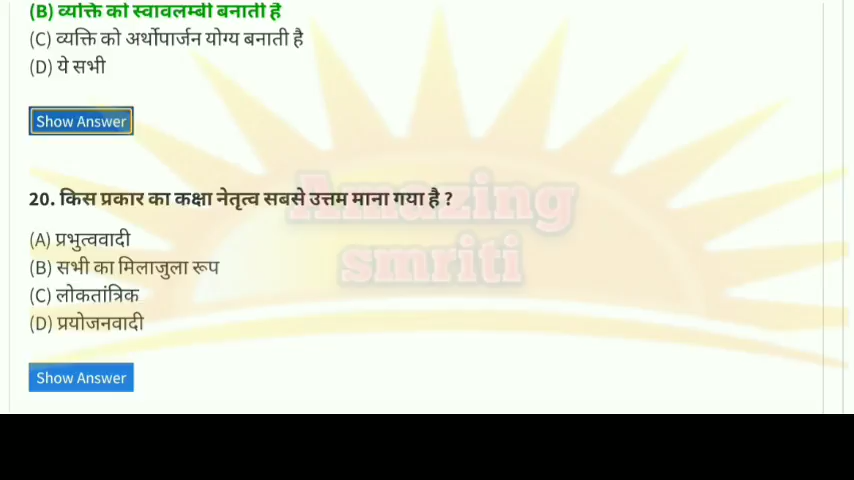 (B) व्यक्ति को स्वावलम्बी बनाती है
(C) व्यक्ति को अर्थोपार्जन योग्य बनाती है
(D) ये सभी
Show Answer
20. किस प्रकार का कक्षा नेतृत्व सबसे उत्तम माना गया है ?
(A) प्रभुत्ववादी
(B) सभी का मिलाजुला रूप
(C) लोकतांत्रिक
(D) प्रयोजनवादी
Show Answer
Amazing
smriti